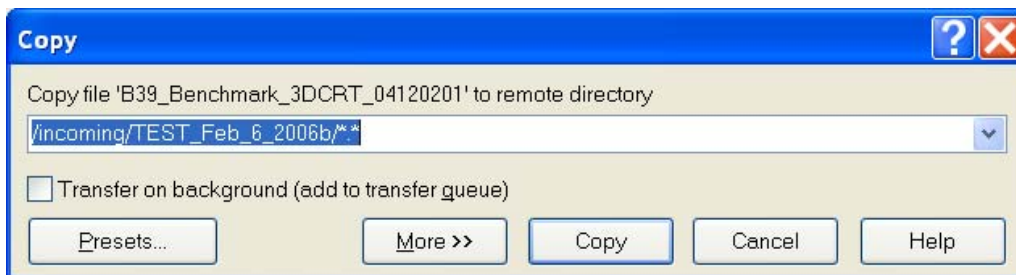 Copy
Copy file 'B39_Benchmark_3DCRT_04120201' to remote directory
/incoming/TEST_Feb_6_2006b/*.*
Transfer on background (add to transfer queue)
Presets... More >> Copy Cancel Help